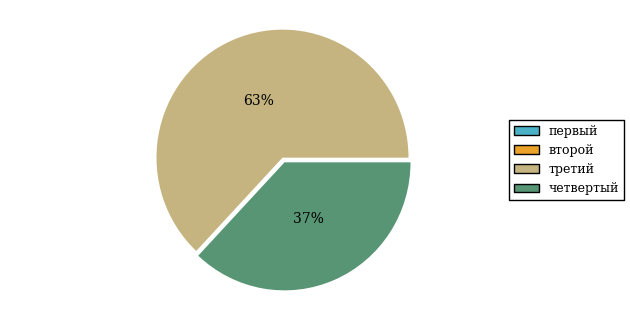 63%
37%
первый
второй
третий
четвертый